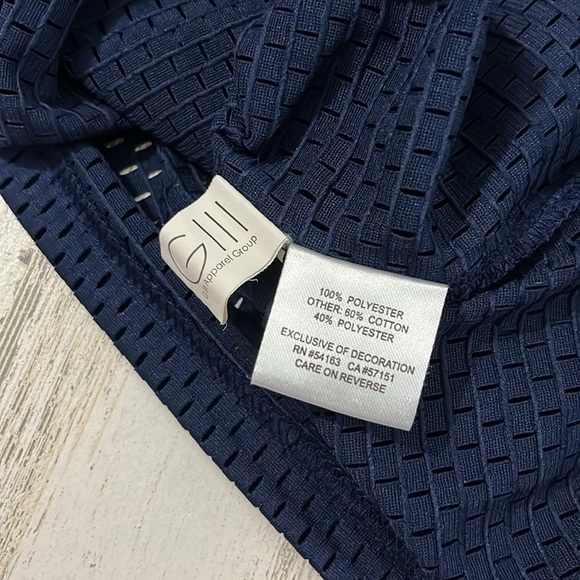 GIII
Apparel Group
100% POLYESTER
OTHER: 60% COTTON
40% POLYESTER
EXCLUSIVE OF DECORATION
RN #54163 CA #57151
CARE ON REVERSE